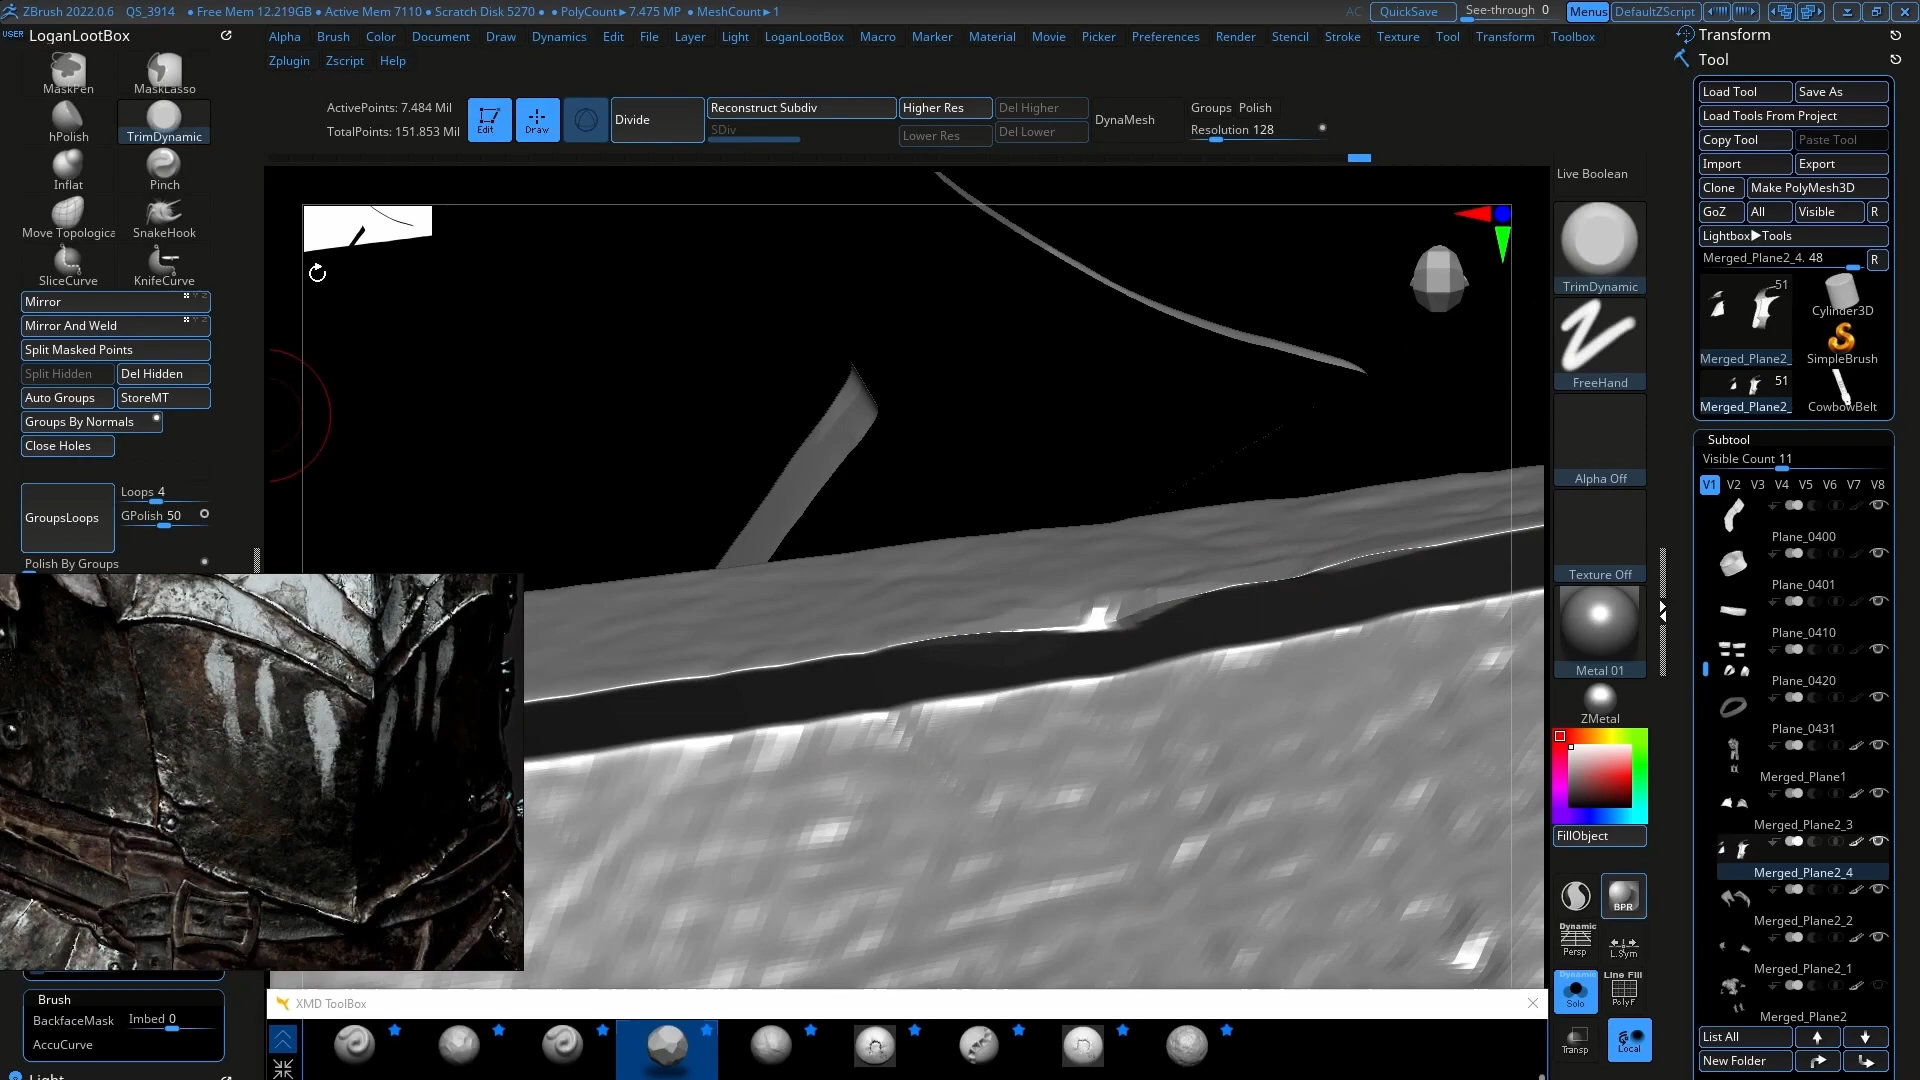 ZBrush 2022.0.6 QS_3914 ● Free Mem 12.219GB ● Active Mem 7110 ● Scratch Disk 5270 ● ● PolyCount► 7.475 MP ● MeshCount► 1
AC QuickSave See-through 0 Menus DefaultZScript
USER LoganLootBox
Alpha Brush Color Document Draw Dynamics Edit File Layer Light LoganLootBox Macro Marker Material Movie Picker Preferences Render Stencil Stroke Texture Tool Transform Toolbox
Zplugin Zscript Help
Transform
Tool
MaskPen MaskLasso
hPolish TrimDynamic
Inflat Pinch
Move Topologica SnakeHook
SliceCurve KnifeCurve
Mirror
Mirror And Weld
Split Masked Points
Split Hidden Del Hidden
Auto Groups StoreMT
Groups By Normals
Close Holes
GroupsLoops
Loops 4
GPolish 50
Polish By Groups
Brush
BackfaceMask Imbed 0
AccuCurve
Light
ActivePoints: 7.484 Mil
TotalPoints: 151.853 Mil
Edit Draw
Divide
Reconstruct Subdiv
SDiv
Higher Res Del Higher
Lower Res Del Lower
DynaMesh
Groups Polish
Resolution 128
XMD ToolBox
Live Boolean
TrimDynamic
FreeHand
Alpha Off
Texture Off
Metal 01
ZMetal
FillObject
BPR
Dynamic
Persp L.Sym
Dynamic Line Fill
Solo PolyF
Transp Local
Load Tool Save As
Load Tools From Project
Copy Tool Paste Tool
Import Export
Clone Make PolyMesh3D
GoZ All Visible R
Lightbox►Tools
Merged_Plane2_4. 48 R
51
Cylinder3D
Merged_Plane2_ SimpleBrush
51
Merged_Plane2_ CowbowBelt
Subtool
Visible Count 11
V1 V2 V3 V4 V5 V6 V7 V8
Plane_0400
Plane_0401
Plane_0410
Plane_0420
Plane_0431
Merged_Plane1
Merged_Plane2_3
Merged_Plane2_4
Merged_Plane2_2
Merged_Plane2_1
Merged_Plane2
List All
New Folder